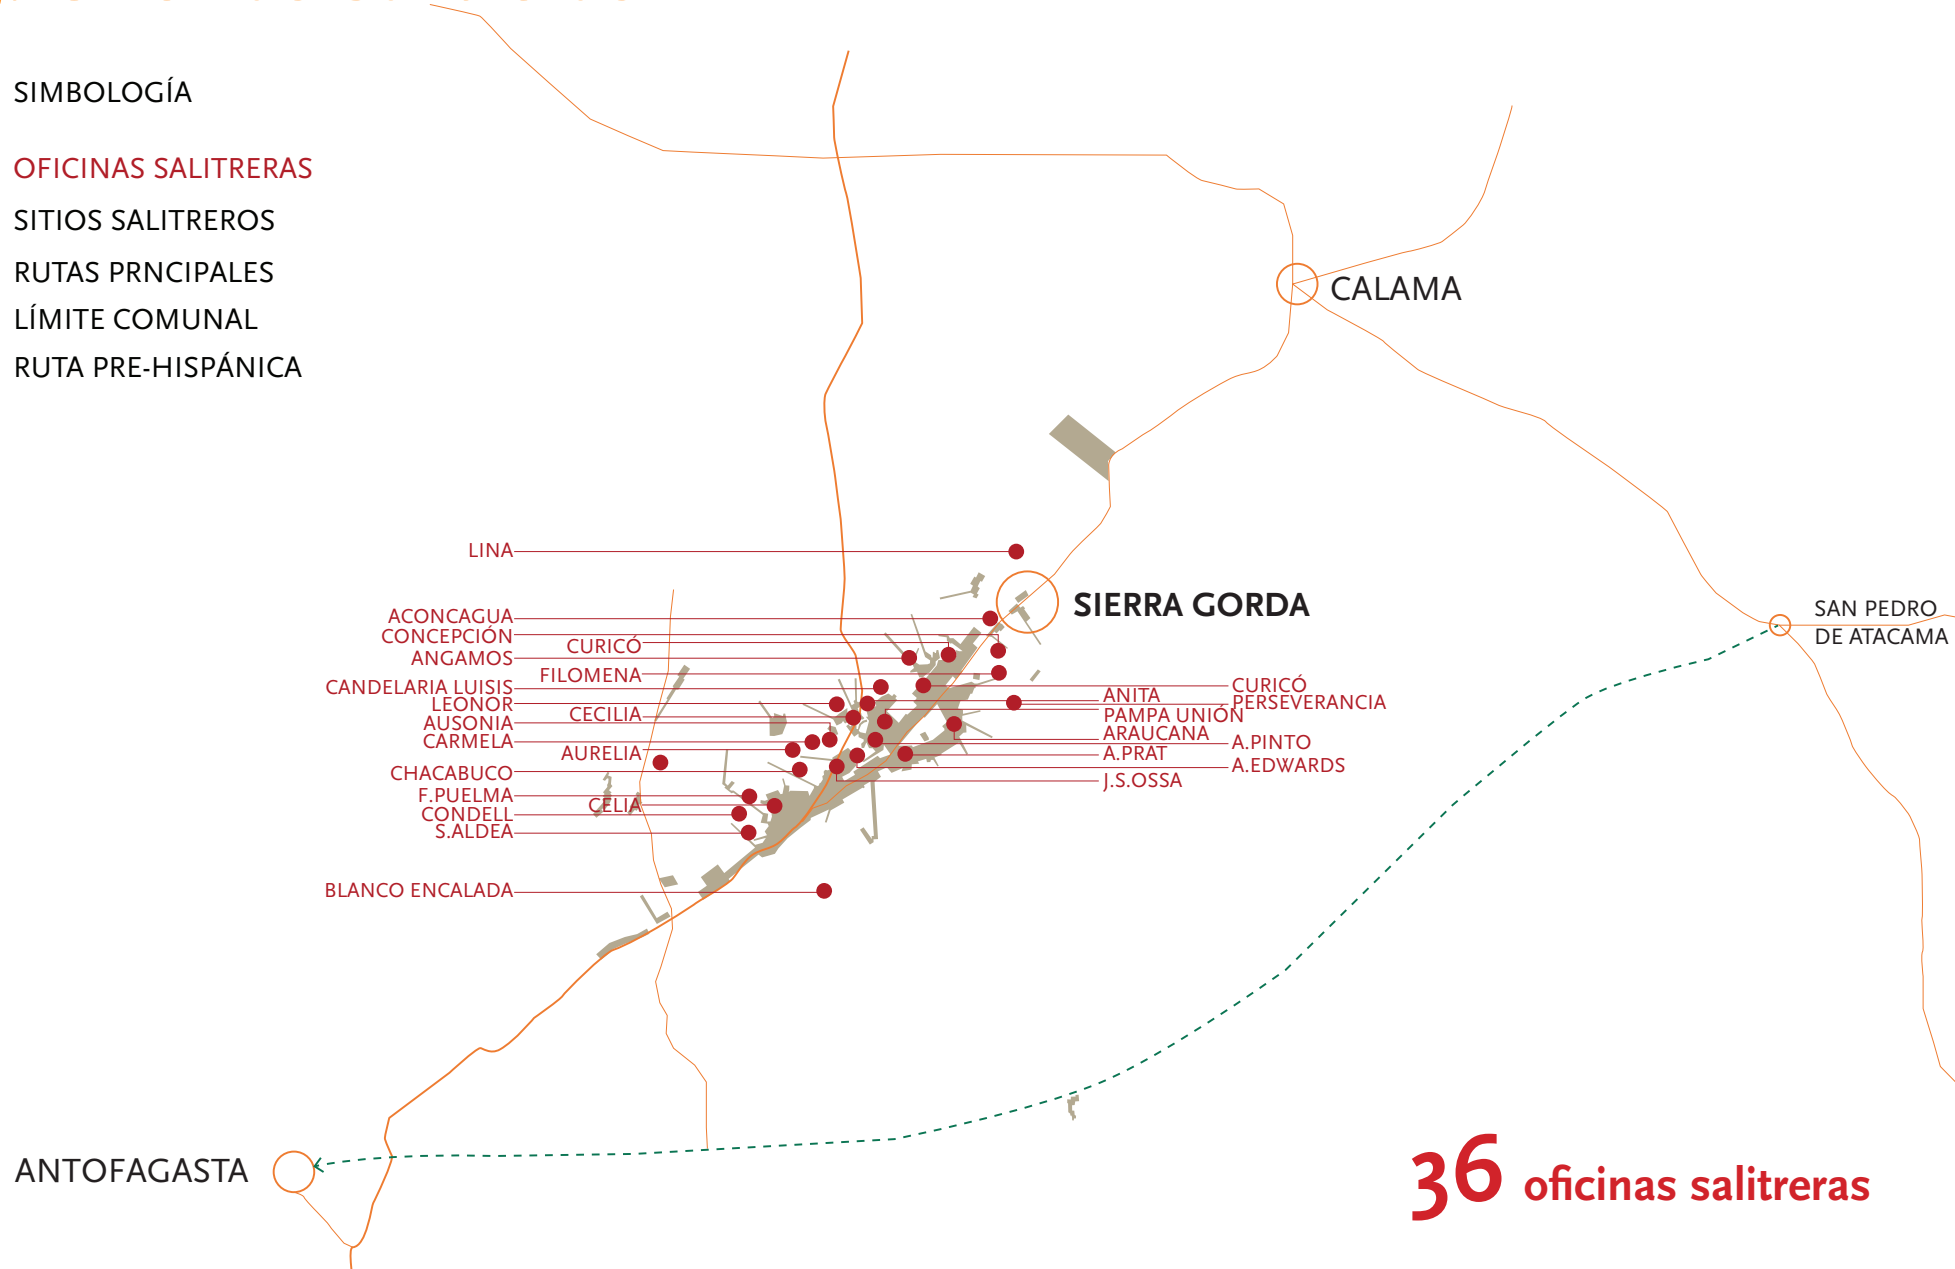 SIMBOLOGÍA
OFICINAS SALITRERAS
SITIOS SALITREROS
RUTAS PRNCIPALES
LÍMITE COMUNAL
RUTA PRE-HISPÁNICA
CALAMA
LINA
SIERRA GORDA
SAN PEDRO
DE ATACAMA
ACONCAGUA
CONCEPCIÓN
CURICÓ
ANGAMOS
FILOMENA
CANDELARIA LUISIS
LEONOR
CECILIA
AUSONIA
CARMELA
AURELIA
CHACABUCO
F.PUELMA
CELIA
CONDELL
S.ALDEA
BLANCO ENCALADA
CURICÓ
ANITA
PERSEVERANCIA
PAMPA UNIÓN
ARAUCANA
A.PINTO
A.PRAT
A.EDWARDS
J.S.OSSA
ANTOFAGASTA
36 oficinas salitreras